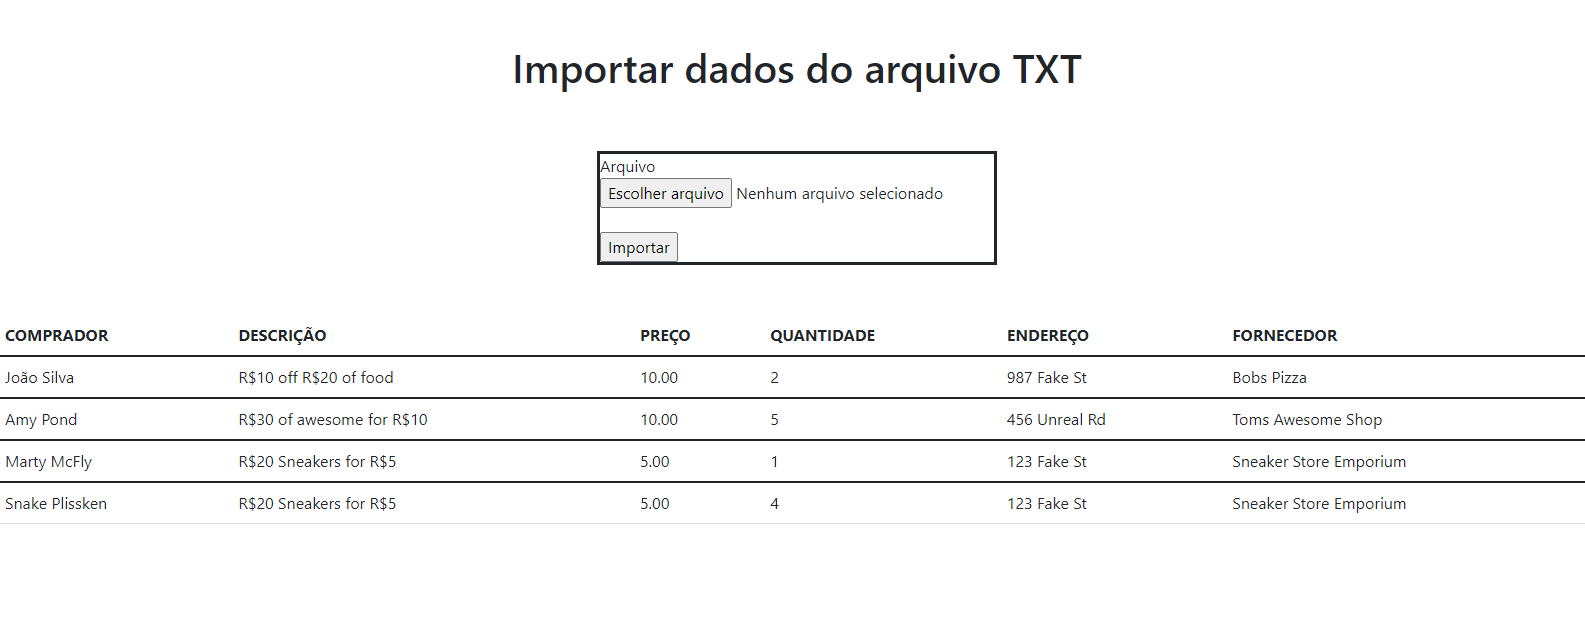 Importar dados do arquivo TXT
Arquivo
Escolher arquivo Nenhum arquivo selecionado
Importar
COMPRADOR DESCRIÇÃO PREÇO QUANTIDADE ENDEREÇO FORNECEDOR
João Silva R$10 off R$20 of food 10.00 2 987 Fake St Bobs Pizza
Amy Pond R$30 of awesome for R$10 10.00 5 456 Unreal Rd Toms Awesome Shop
Marty McFly R$20 Sneakers for R$5 5.00 1 123 Fake St Sneaker Store Emporium
Snake Plissken R$20 Sneakers for R$5 5.00 4 123 Fake St Sneaker Store Emporium